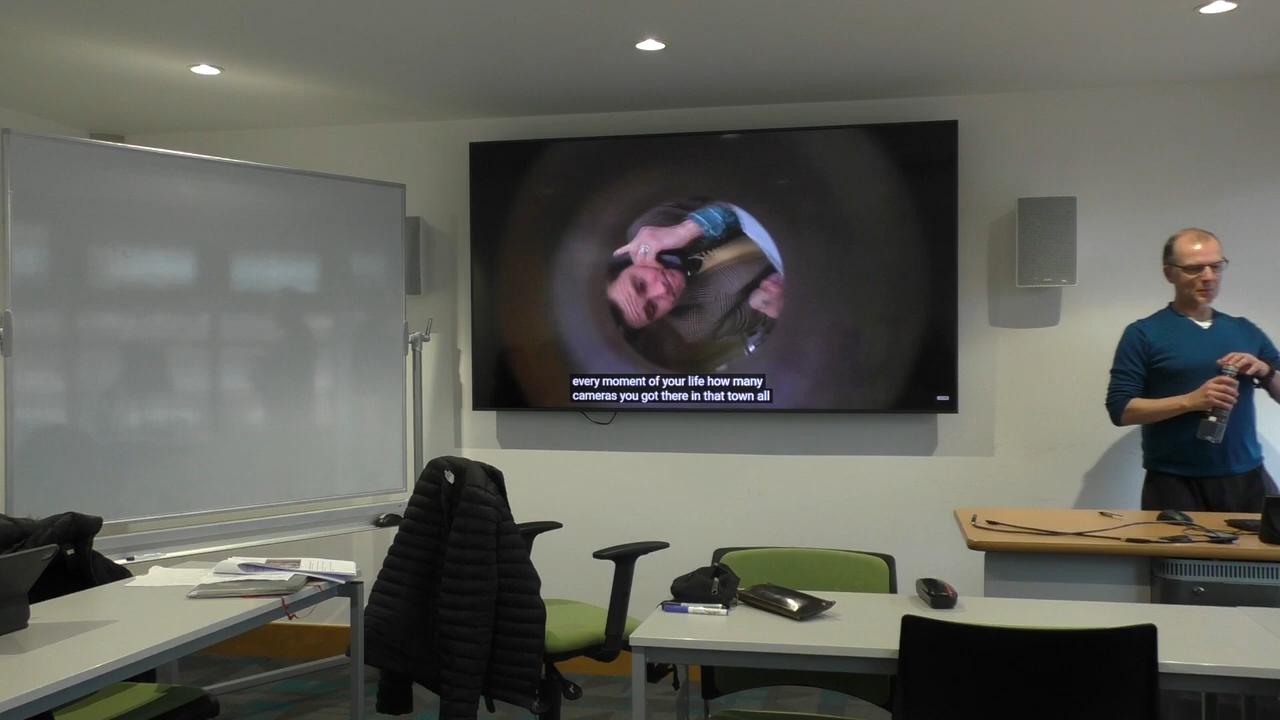 every moment of your life how many
cameras you got there in that town all